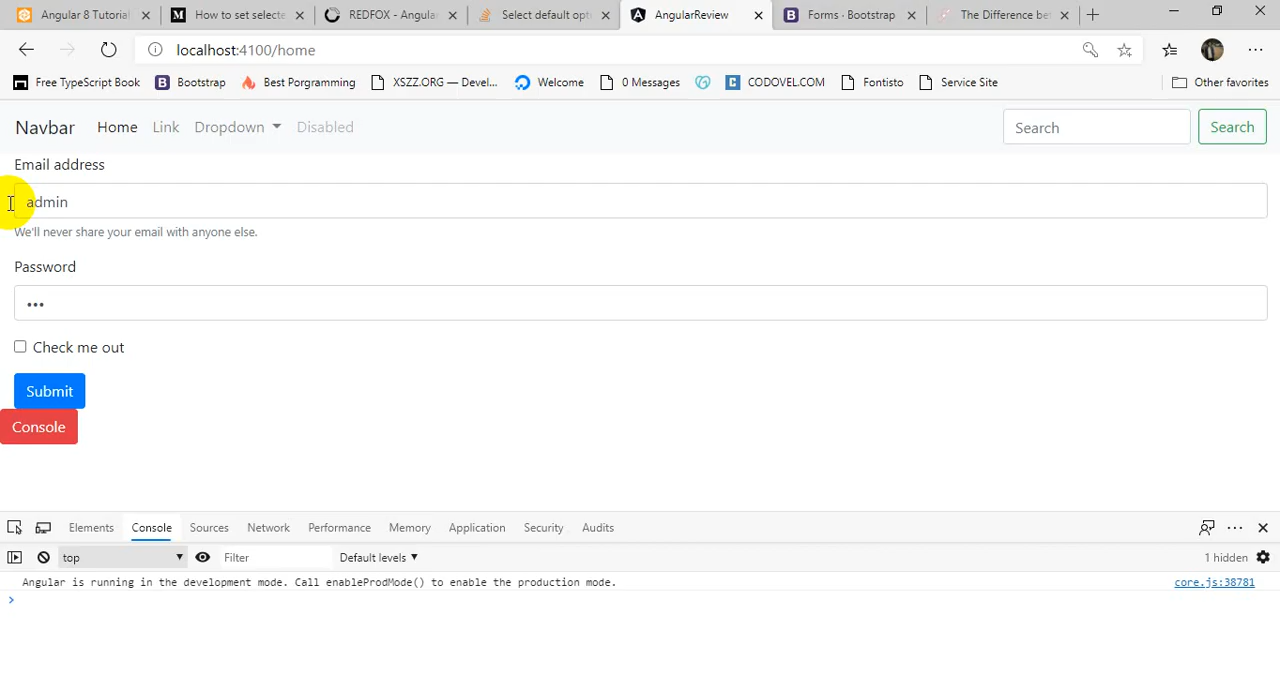 Angular 8 Tutorial
How to set selecte
REDFOX - Angula
Select default opti
AngularReview
Forms · Bootstrap
The Difference be
localhost:4100/home
Free TypeScript Book
Bootstrap
Best Porgramming
XSZZ.ORG — Devel...
Welcome
0 Messages
CODOVEL.COM
Fontisto
Service Site
Other favorites
Navbar Home Link Dropdown Disabled Search Search
Email address
admin
We'll never share your email with anyone else.
Password
•••
Check me out
Submit
Console
Elements Console Sources Network Performance Memory Application Security Audits
top Filter Default levels 1 hidden
Angular is running in the development mode. Call enableProdMode() to enable the production mode. core.js:38781